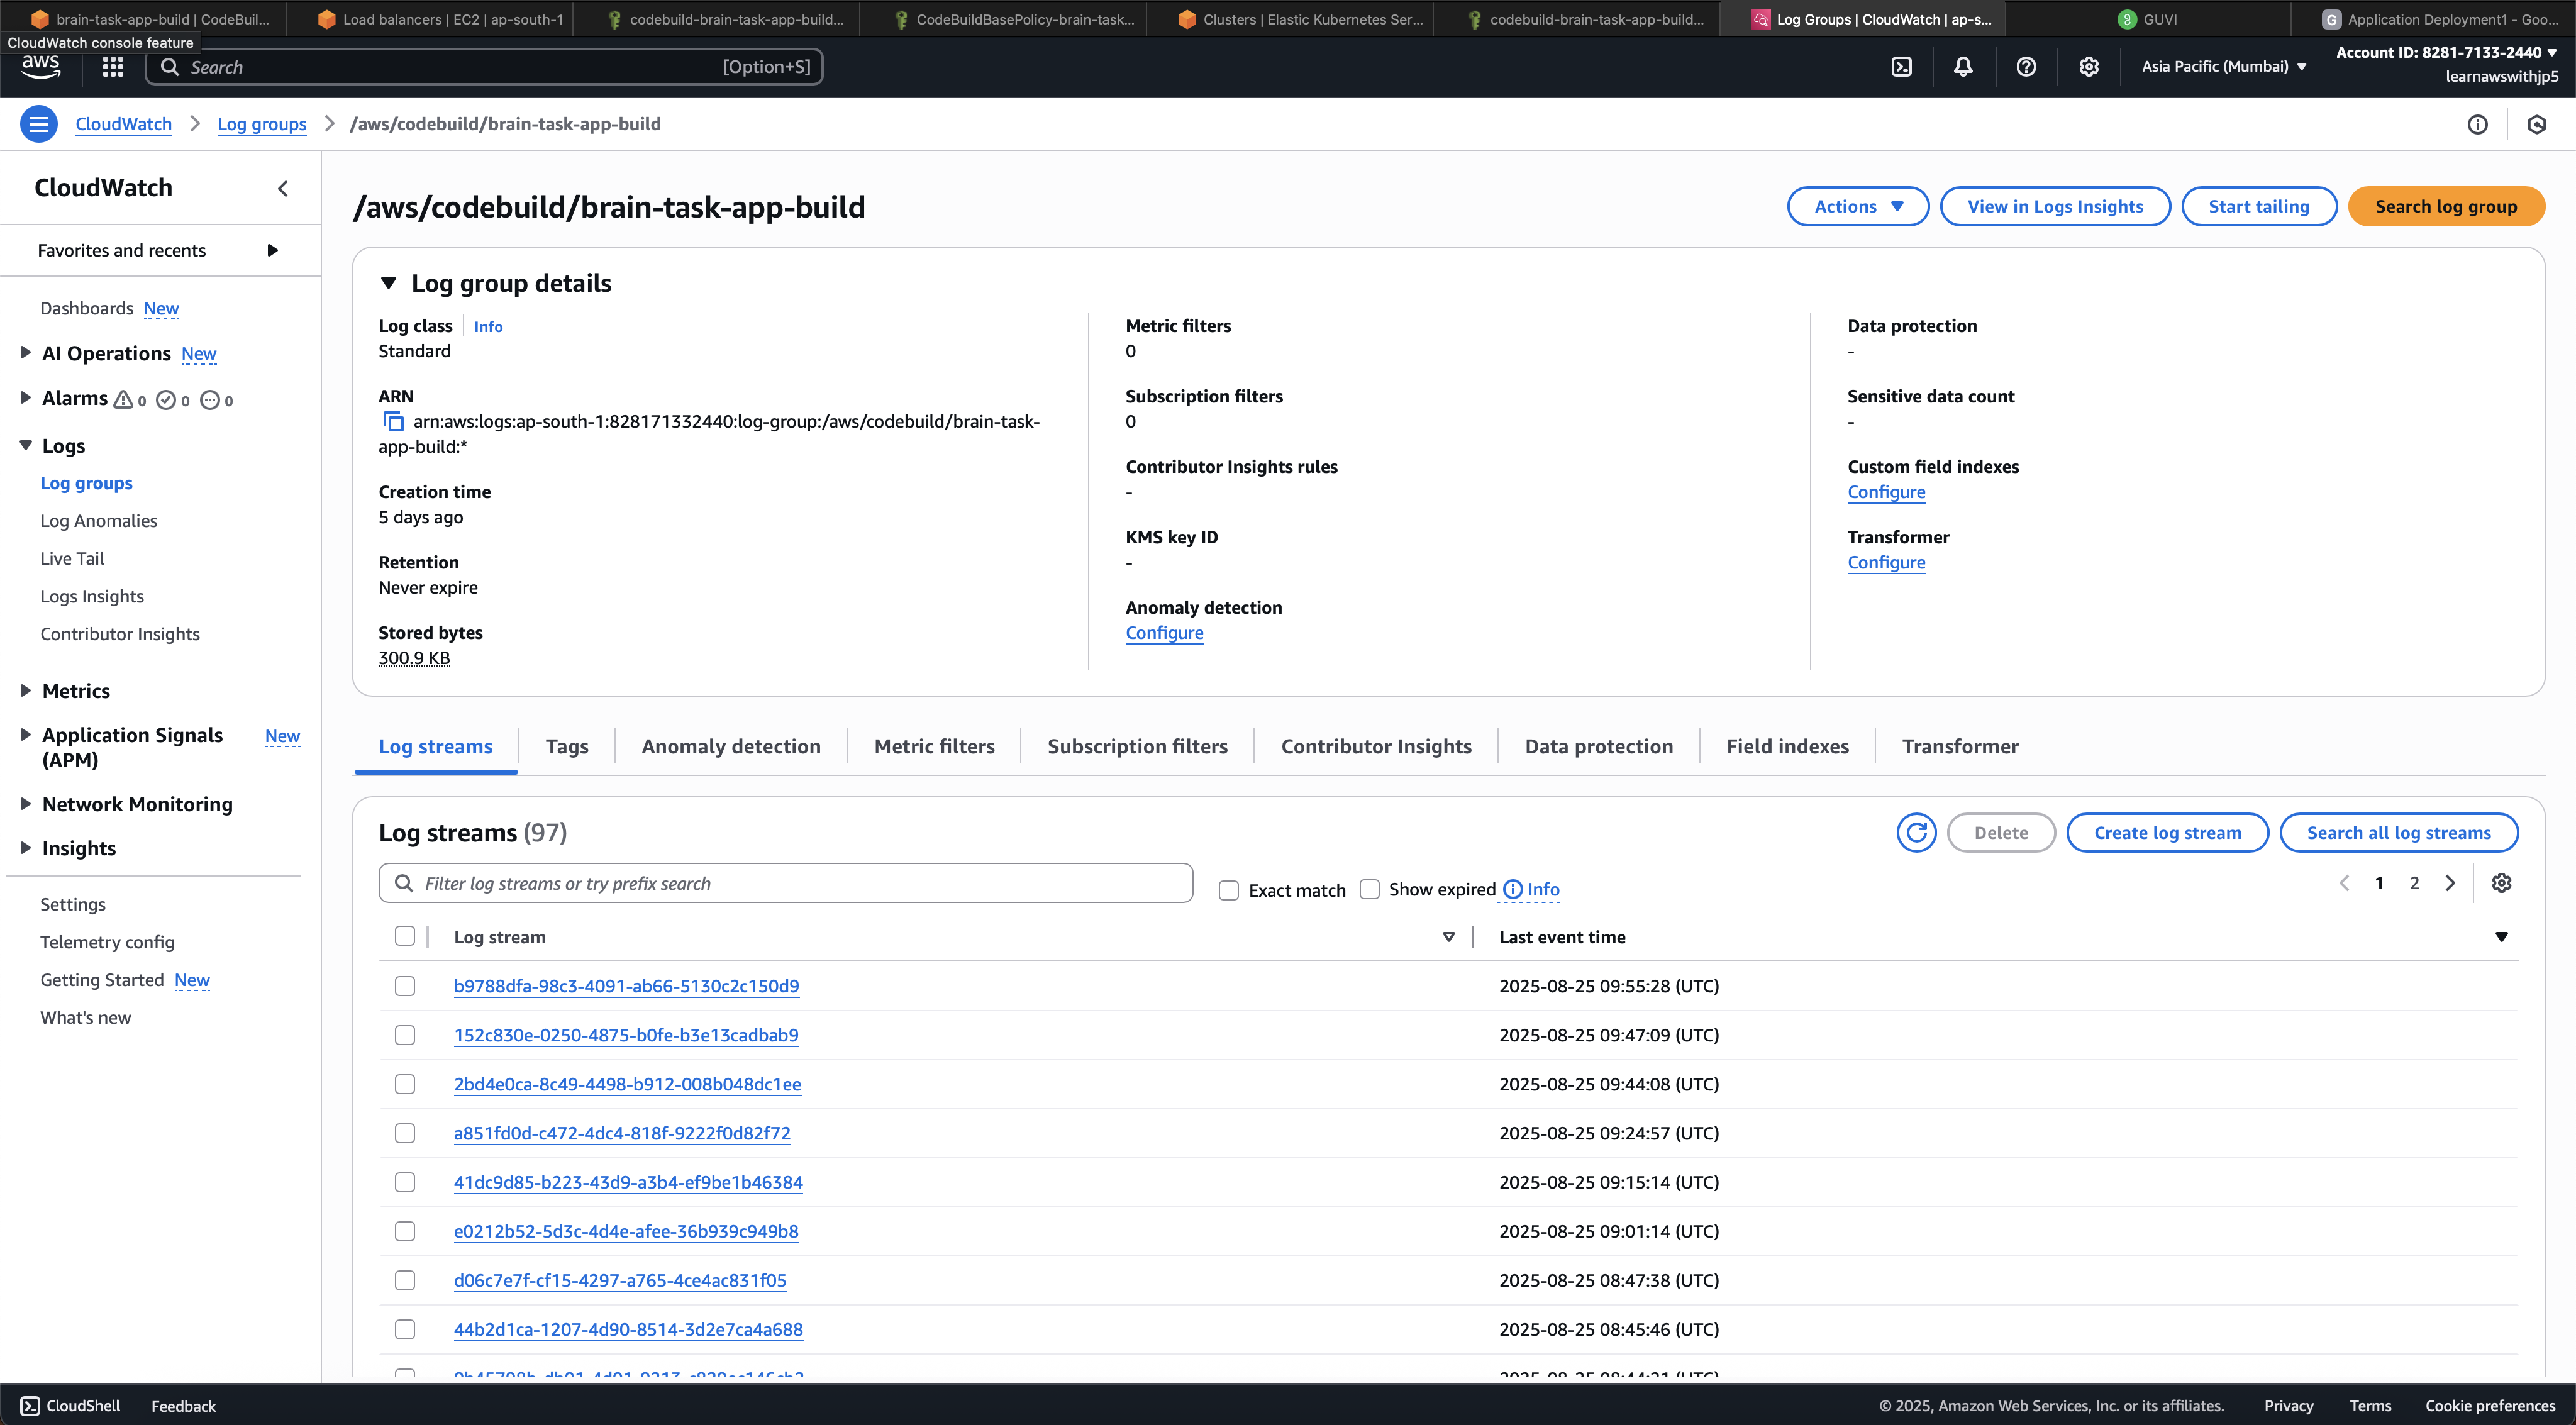 brain-task-app-build | CodeBuil...
Load balancers | EC2 | ap-south-1
codebuild-brain-task-app-build...
CodeBuildBasePolicy-brain-task...
Clusters | Elastic Kubernetes Ser...
codebuild-brain-task-app-build...
Log Groups | CloudWatch | ap-s...
GUVI
G Application Deployment1 - Goo...
CloudWatch console feature
aws
Search
[Option+S]
Asia Pacific (Mumbai)
Account ID: 8281-7133-2440
learnawswithjp5
CloudWatch
Log groups
/aws/codebuild/brain-task-app-build
CloudWatch
Favorites and recents
Dashboards New
AI Operations New
Alarms 0 0 0
Logs
Log groups
Log Anomalies
Live Tail
Logs Insights
Contributor Insights
Metrics
Application Signals (APM) New
Network Monitoring
Insights
Settings
Telemetry config
Getting Started New
What's new
/aws/codebuild/brain-task-app-build
Actions
View in Logs Insights
Start tailing
Search log group
Log group details
Log class Info
Standard
ARN
arn:aws:logs:ap-south-1:828171332440:log-group:/aws/codebuild/brain-task-
app-build:*
Creation time
5 days ago
Retention
Never expire
Stored bytes
300.9 KB
Metric filters
0
Subscription filters
0
Contributor Insights rules
-
KMS key ID
-
Anomaly detection
Configure
Data protection
-
Sensitive data count
-
Custom field indexes
Configure
Transformer
Configure
Log streams
Tags
Anomaly detection
Metric filters
Subscription filters
Contributor Insights
Data protection
Field indexes
Transformer
Log streams (97)
Delete
Create log stream
Search all log streams
Filter log streams or try prefix search
Exact match
Show expired
Info
1
2
Log stream
Last event time
b9788dfa-98c3-4091-ab66-5130c2c150d9 2025-08-25 09:55:28 (UTC)
152c830e-0250-4875-b0fe-b3e13cadbab9 2025-08-25 09:47:09 (UTC)
2bd4e0ca-8c49-4498-b912-008b048dc1ee 2025-08-25 09:44:08 (UTC)
a851fd0d-c472-4dc4-818f-9222f0d82f72 2025-08-25 09:24:57 (UTC)
41dc9d85-b223-43d9-a3b4-ef9be1b46384 2025-08-25 09:15:14 (UTC)
e0212b52-5d3c-4d4e-afee-36b939c949b8 2025-08-25 09:01:14 (UTC)
d06c7e7f-cf15-4297-a765-4ce4ac831f05 2025-08-25 08:47:38 (UTC)
44b2d1ca-1207-4d90-8514-3d2e7ca4a688 2025-08-25 08:45:46 (UTC)
CloudShell
Feedback
© 2025, Amazon Web Services, Inc. or its affiliates.
Privacy
Terms
Cookie preferences